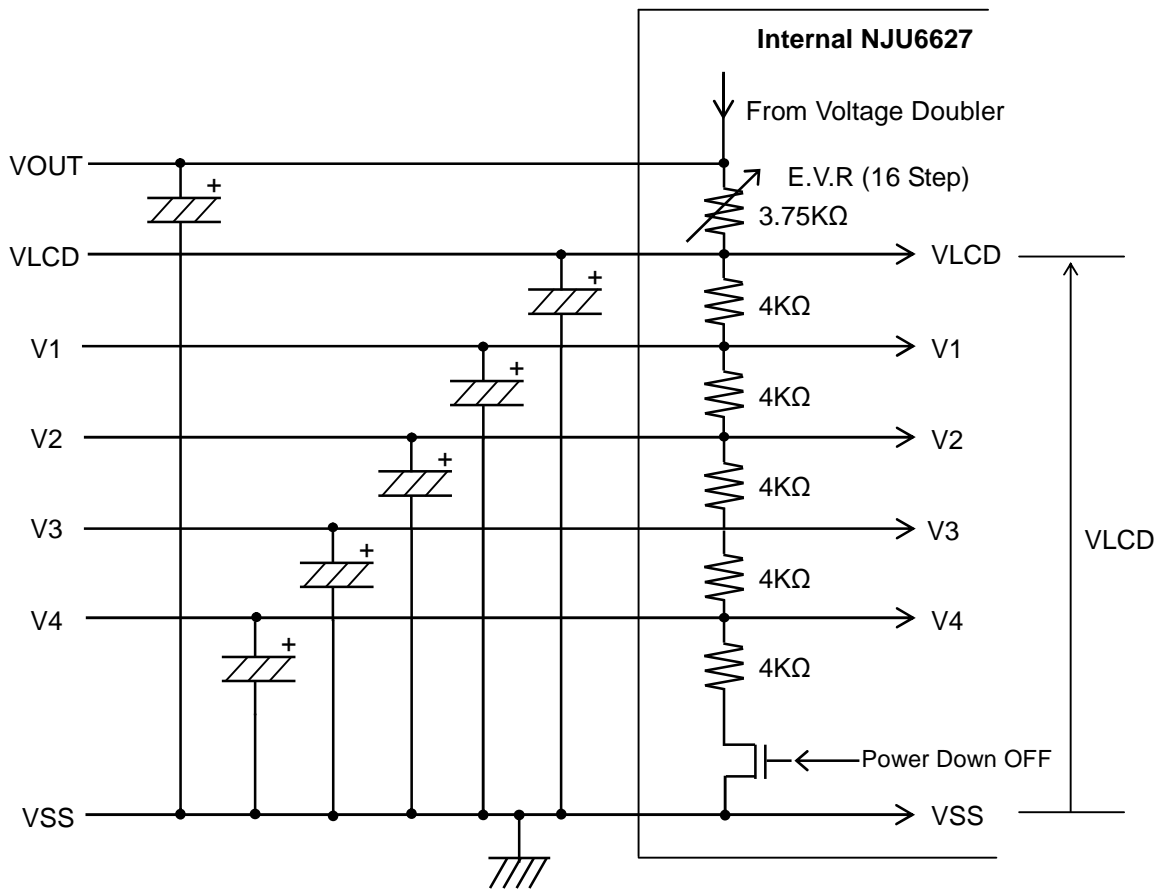 Internal NJU6627
From Voltage Doubler
VOUT
+
E.V.R (16 Step)
3.75KΩ
VLCD
VLCD
+
4KΩ
V1
V1
+
4KΩ
V2
V2
+
4KΩ
V3
V3
VLCD
+
4KΩ
V4
V4
+
4KΩ
Power Down OFF
VSS
VSS